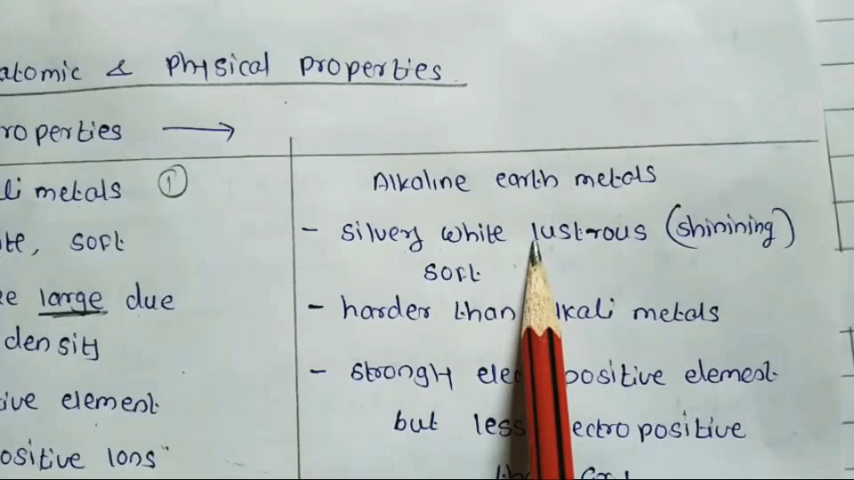 atomic & Physical Properties
roperties →
li metals ①
te, soft
re large due
density
ive element
ositive Ions
Alkaline earth metals
- silvery white lustrous (shinining)
soft
- harder than lkali metals
- strongly ele positive element
but less ectropositive